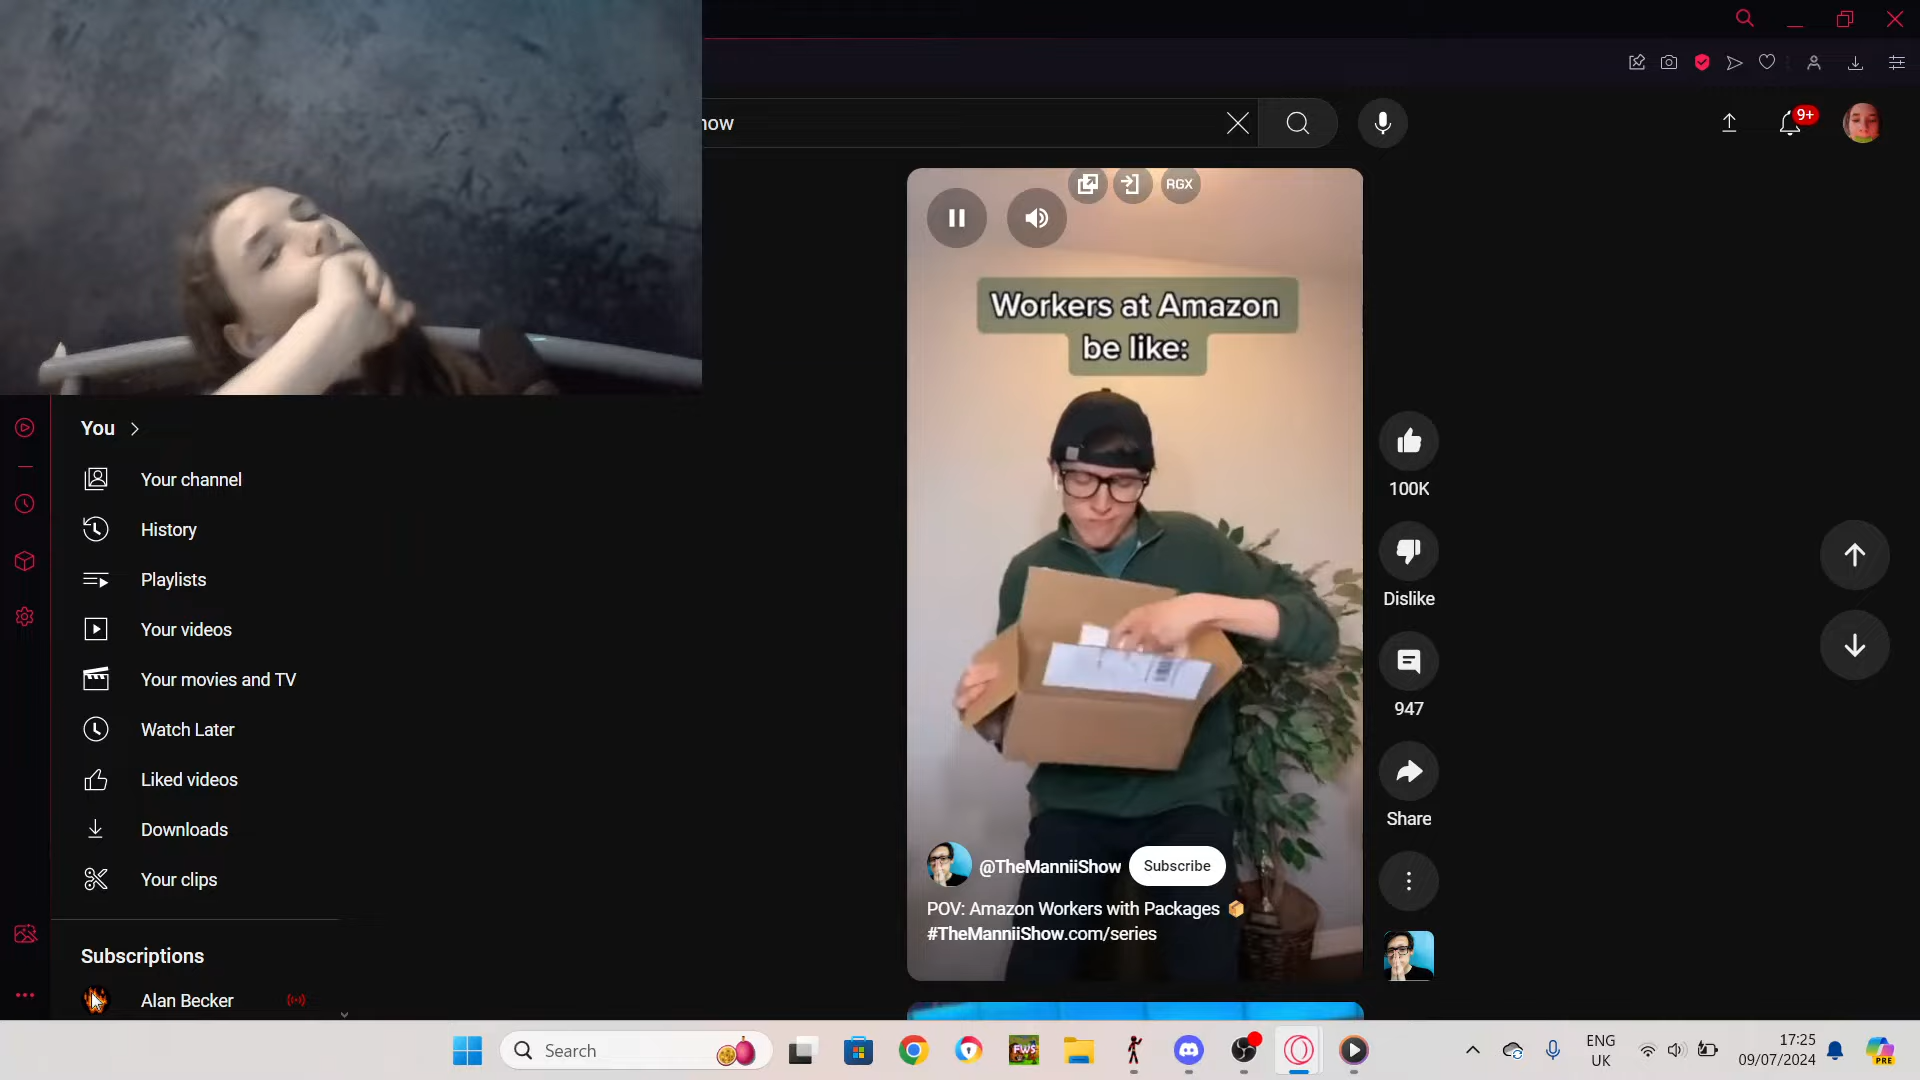 how
9+
RGX
Workers at Amazon
be like:
100K
Dislike
947
Share
@TheManniiShow
Subscribe
POV: Amazon Workers with Packages
#TheManniiShow.com/series
You
Your channel
History
Playlists
Your videos
Your movies and TV
Watch Later
Liked videos
Downloads
Your clips
Subscriptions
Alan Becker
Search
FWS
ENG
UK
17:25
09/07/2024
PRE